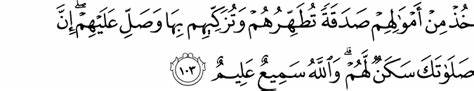 خُذۡ مِنۡ أَمۡوَٰلِهِمۡ صَدَقَةٗ تُطَهِّرُهُمۡ وَتُزَكِّيهِم بِهَا وَصَلِّ عَلَيۡهِمۡۖ إِنَّ
صَلَوٰتَكَ سَكَنٞ لَّهُمۡۗ وَٱللَّهُ سَمِيعٌ عَلِيمٌ ١٠٣